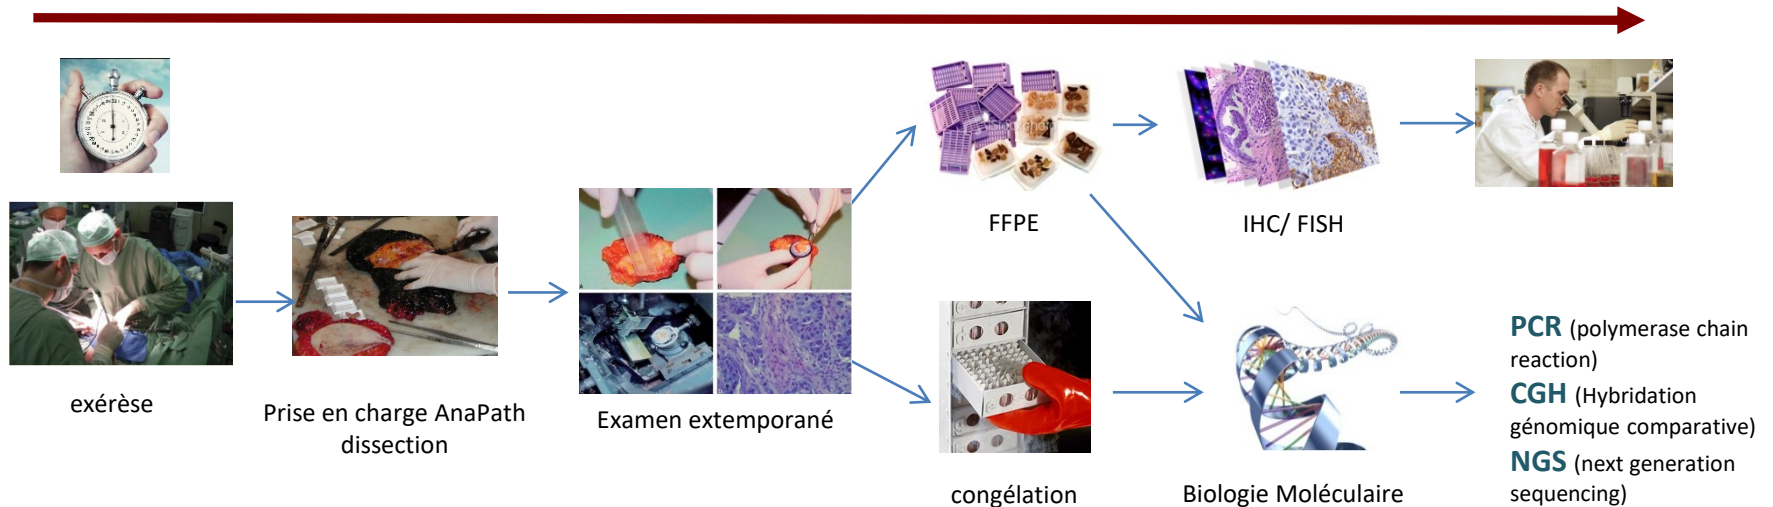 exérèse
Prise en charge AnaPath
dissection
Examen extemporané
FFPE
IHC/ FISH
congélation
Biologie Moléculaire
PCR (polymerase chain
reaction)
CGH (Hybridation
génomique comparative)
NGS (next generation
sequencing)